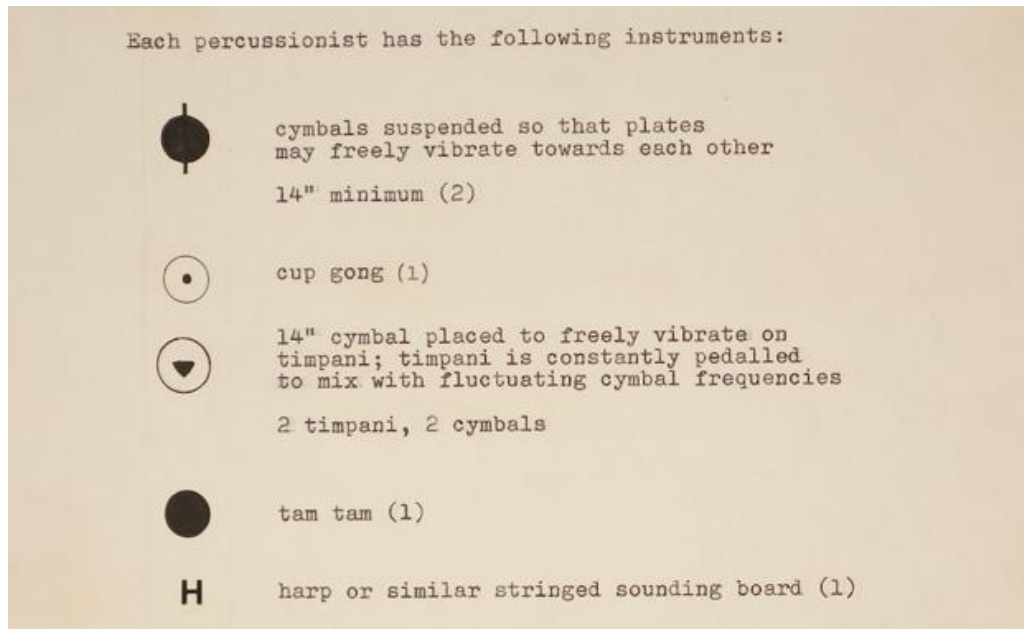 Each percussionist has the following instruments:
cymbals suspended so that plates
may freely vibrate towards each other
14" minimum (2)
cup gong (1)
14" cymbal placed to freely vibrate on
timpani; timpani is constantly pedalled
to mix with fluctuating cymbal frequencies
2 timpani, 2 cymbals
tam tam (1)
H harp or similar stringed sounding board (1)